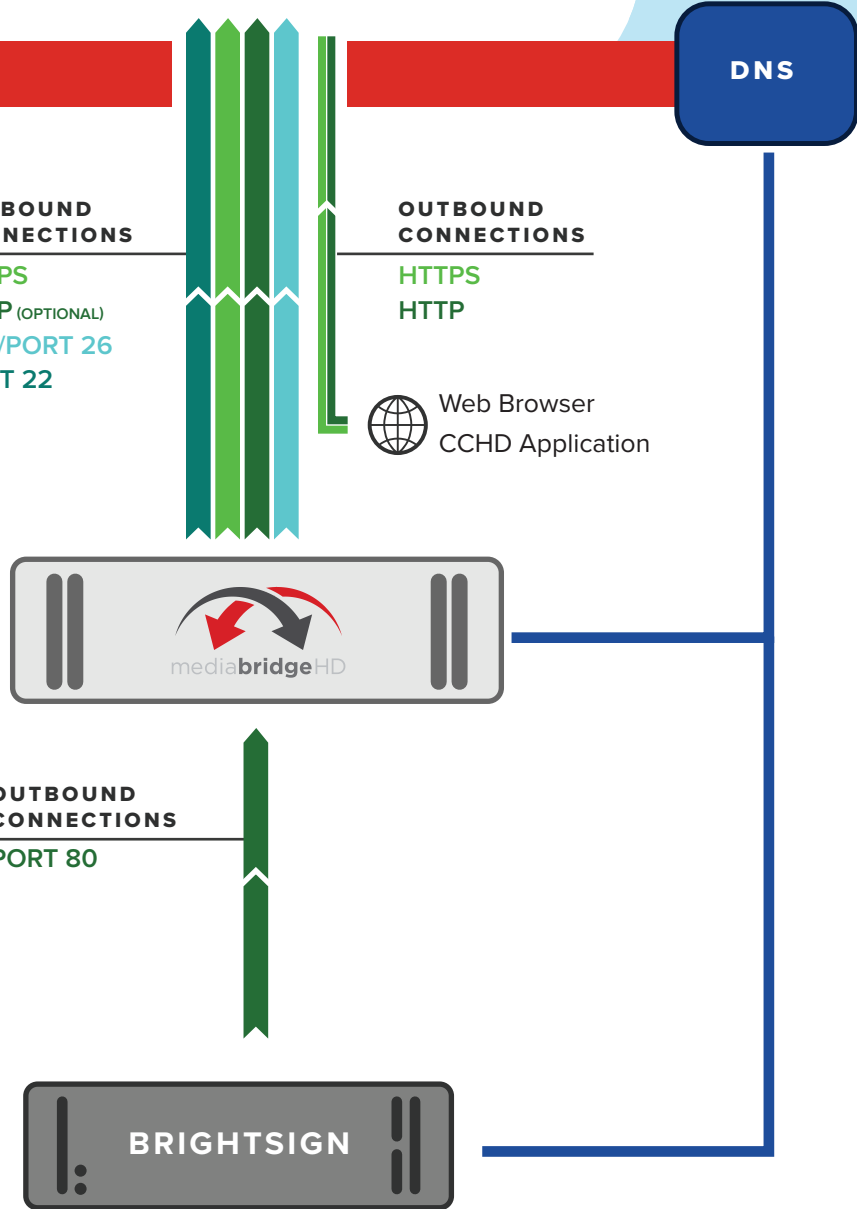 DNS
BOUND
NNECTIONS
PS
P (OPTIONAL)
/PORT 26
T 22
OUTBOUND
CONNECTIONS
HTTPS
HTTP
Web Browser
CCHD Application
mediabridgeHD
OUTBOUND
CONNECTIONS
PORT 80
BRIGHTSIGN